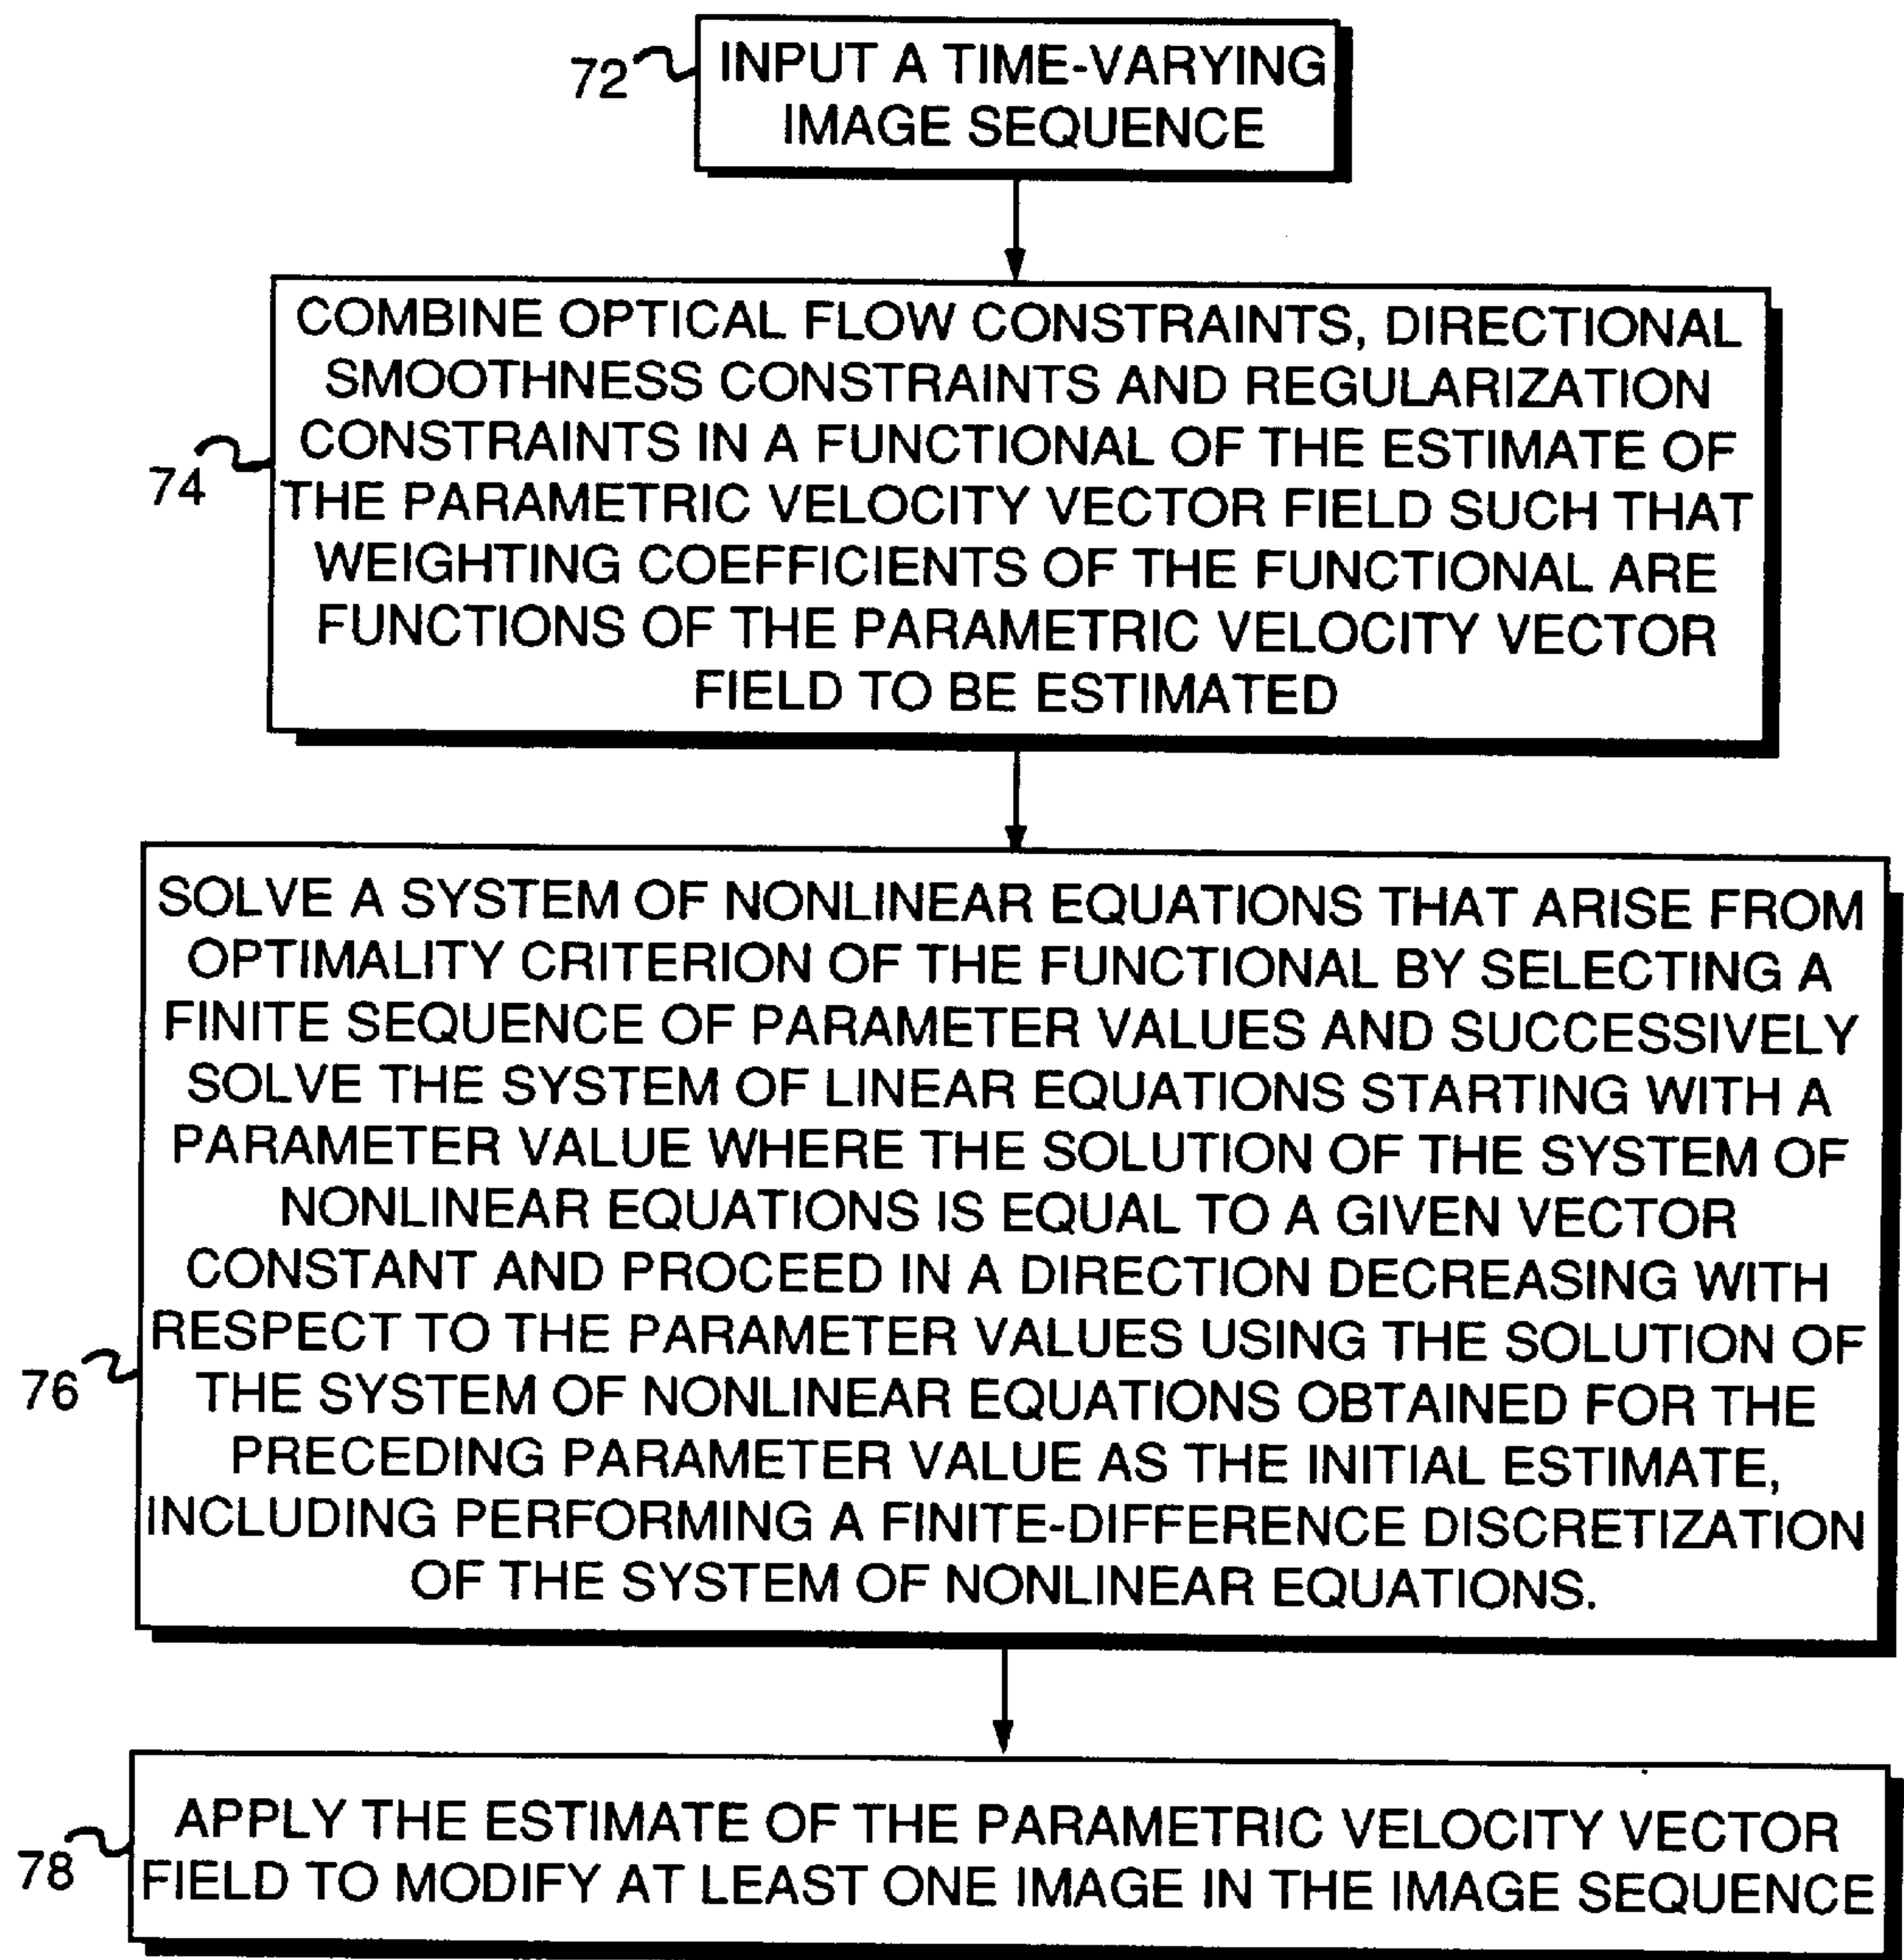 72
INPUT A TIME-VARYING
IMAGE SEQUENCE
74
COMBINE OPTICAL FLOW CONSTRAINTS, DIRECTIONAL
SMOOTHNESS CONSTRAINTS AND REGULARIZATION
CONSTRAINTS IN A FUNCTIONAL OF THE ESTIMATE OF
THE PARAMETRIC VELOCITY VECTOR FIELD SUCH THAT
WEIGHTING COEFFICIENTS OF THE FUNCTIONAL ARE
FUNCTIONS OF THE PARAMETRIC VELOCITY VECTOR
FIELD TO BE ESTIMATED
76
SOLVE A SYSTEM OF NONLINEAR EQUATIONS THAT ARISE FROM
OPTIMALITY CRITERION OF THE FUNCTIONAL BY SELECTING A
FINITE SEQUENCE OF PARAMETER VALUES AND SUCCESSIVELY
SOLVE THE SYSTEM OF LINEAR EQUATIONS STARTING WITH A
PARAMETER VALUE WHERE THE SOLUTION OF THE SYSTEM OF
NONLINEAR EQUATIONS IS EQUAL TO A GIVEN VECTOR
CONSTANT AND PROCEED IN A DIRECTION DECREASING WITH
RESPECT TO THE PARAMETER VALUES USING THE SOLUTION OF
THE SYSTEM OF NONLINEAR EQUATIONS OBTAINED FOR THE
PRECEDING PARAMETER VALUE AS THE INITIAL ESTIMATE,
INCLUDING PERFORMING A FINITE-DIFFERENCE DISCRETIZATION
OF THE SYSTEM OF NONLINEAR EQUATIONS.
78
APPLY THE ESTIMATE OF THE PARAMETRIC VELOCITY VECTOR
FIELD TO MODIFY AT LEAST ONE IMAGE IN THE IMAGE SEQUENCE